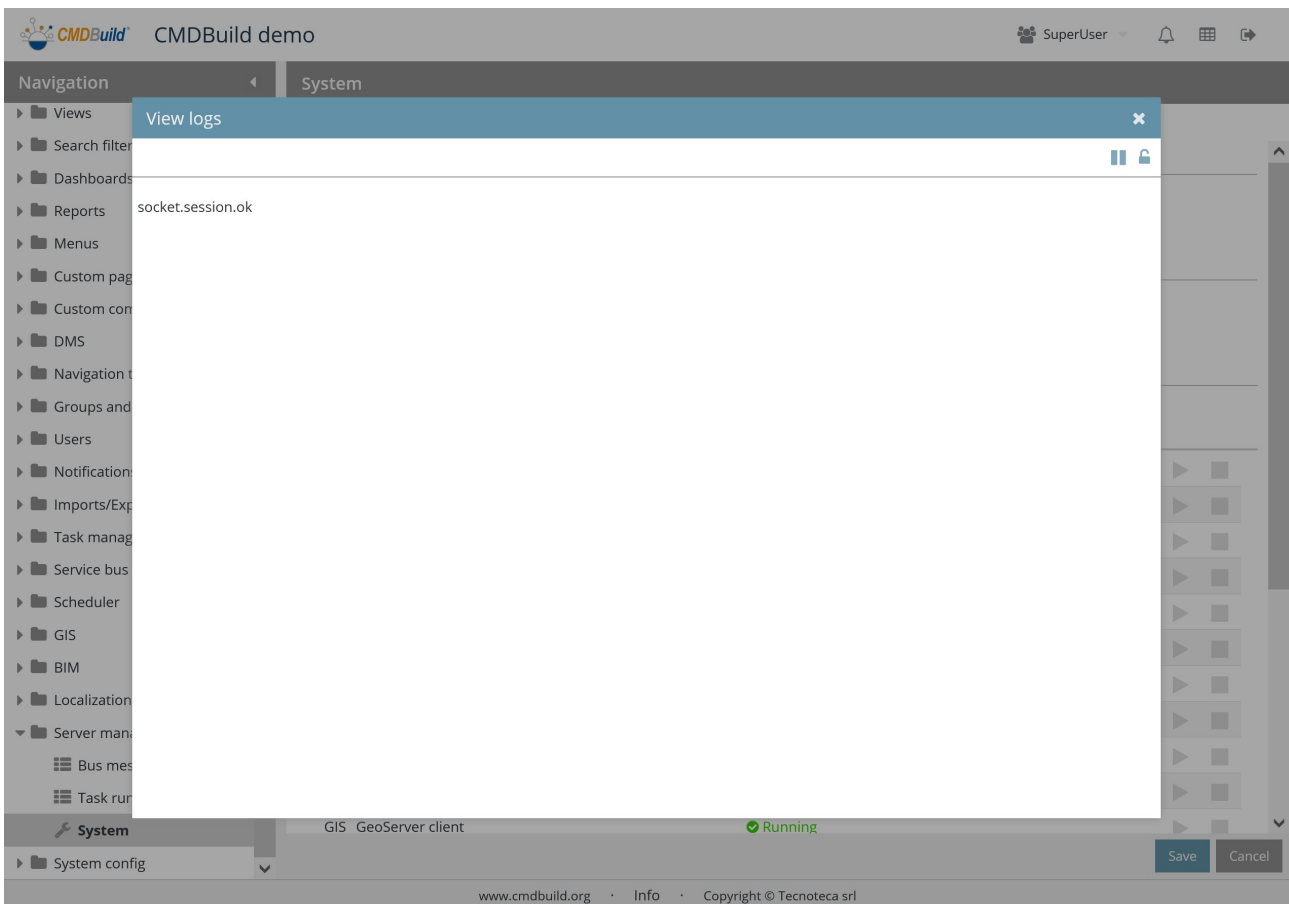 CMDBuild CMDBuild demo SuperUser
Navigation System
View logs
Views
Search filter
Dashboards
Reports socket.session.ok
Menus
Custom pag
Custom con
DMS
Navigation t
Groups and
Users
Notification
Imports/Exp
Task manag
Service bus
Scheduler
GIS
BIM
Localization
Server mana
Bus mes
Task run
System GIS GeoServer client Running
System config Save Cancel
www.cmdbuild.org · Info · Copyright © Tecnoteca srl